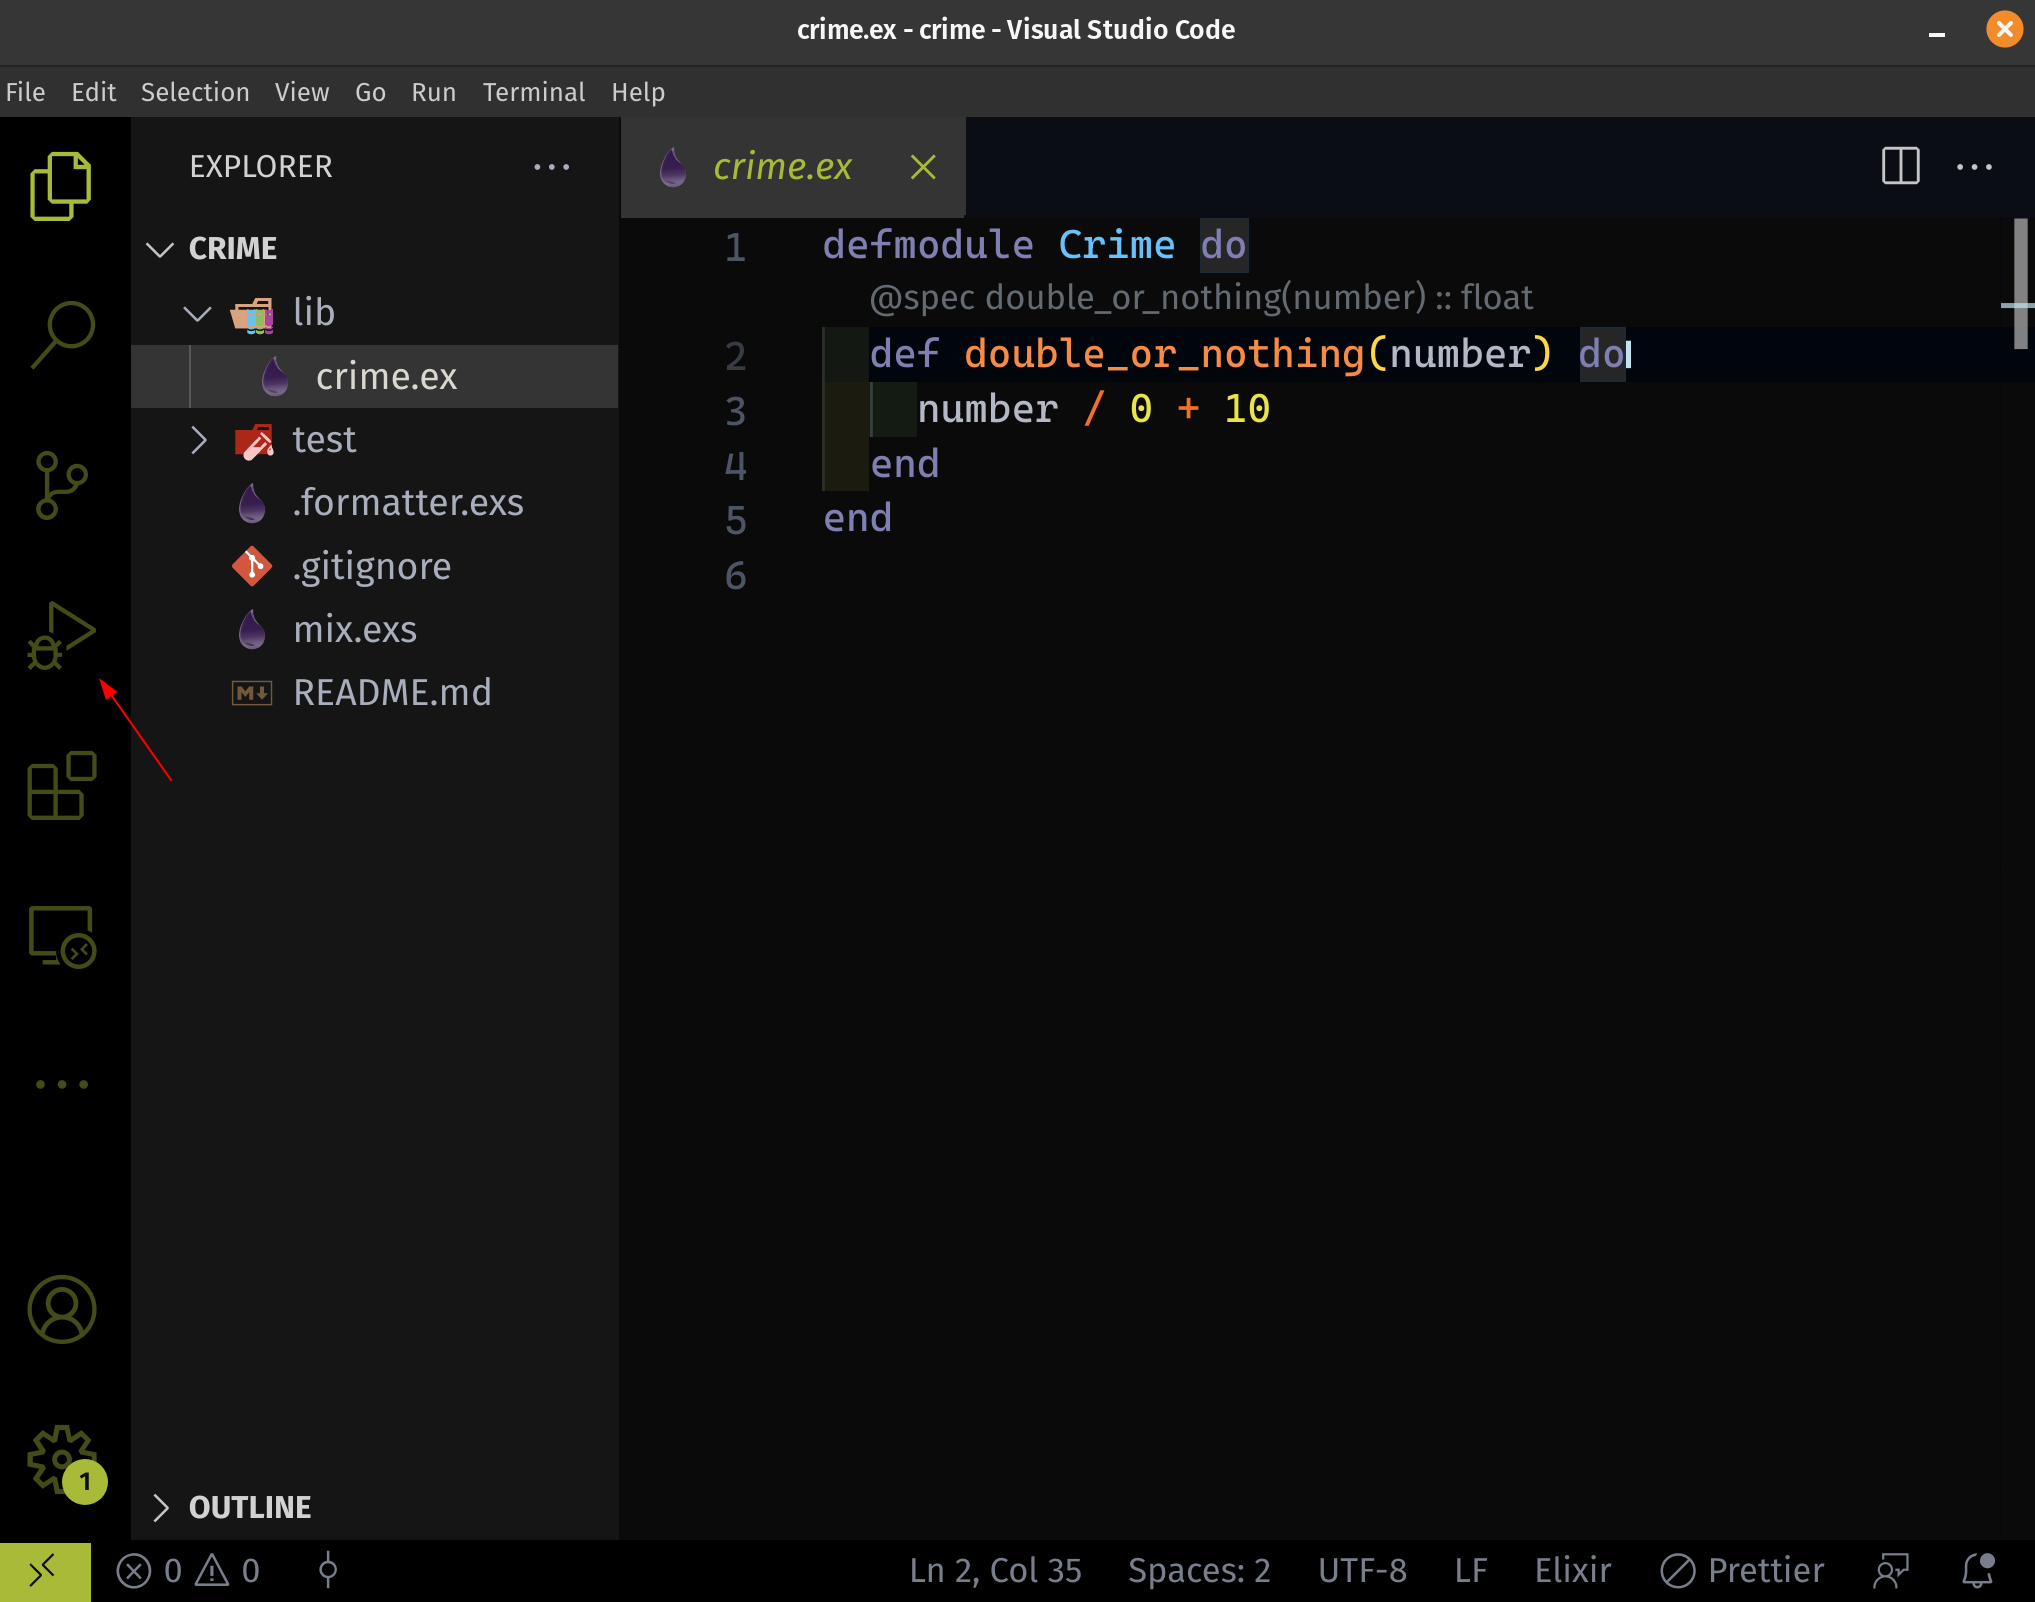 crime.ex - crime - Visual Studio Code
File Edit Selection View Go Run Terminal Help
EXPLORER
CRIME
lib
crime.ex
test
.formatter.exs
.gitignore
mix.exs
README.md
OUTLINE
crime.ex
1 defmodule Crime do
@spec double_or_nothing(number) :: float
2 def double_or_nothing(number) do
3 number / 0 + 10
4 end
5 end
6
1
0 0 Ln 2, Col 35 Spaces: 2 UTF-8 LF Elixir Prettier